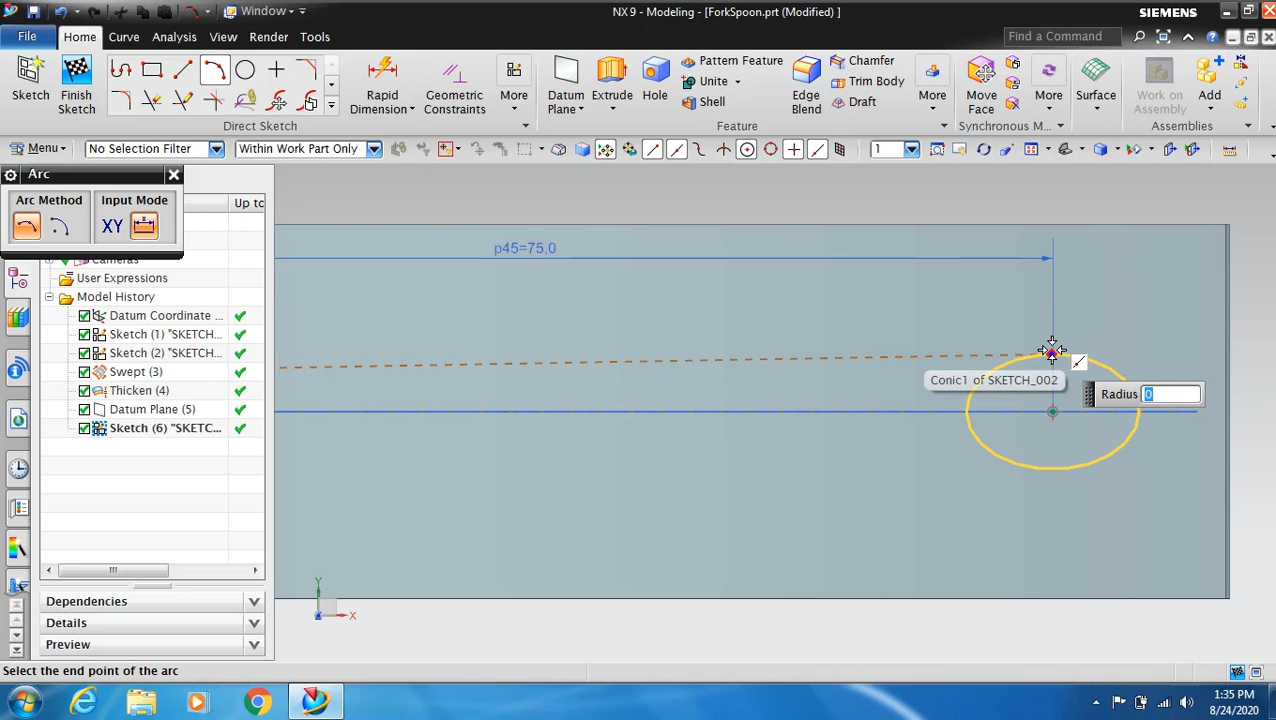 Window
NX 9 - Modeling - [ForkSpoon.prt (Modified) ]
SIEMENS
File
Home
Curve
Analysis
View
Render
Tools
Find a Command
Sketch
Finish
Sketch
Direct Sketch
Rapid
Dimension
Geometric
Constraints
More
Datum
Plane
Extrude
Hole
Pattern Feature
Unite
Shell
Edge
Blend
Chamfer
Trim Body
Draft
More
Feature
Move
Face
More
Synchronous M...
Surface
Work on
Assembly
Add
Assemblies
Menu
No Selection Filter
Within Work Part Only
1
Arc
Arc Method
Input Mode
XY
Up to
Cameras
User Expressions
Model History
Datum Coordinate ...
Sketch (1) "SKETCH...
Sketch (2) "SKETCH...
Swept (3)
Thicken (4)
Datum Plane (5)
Sketch (6) "SKETC...
Dependencies
Details
Preview
p45=75,0
Conic1 of SKETCH_002
Radius 0
Y
X
Select the end point of the arc
1:35 PM
8/24/2020